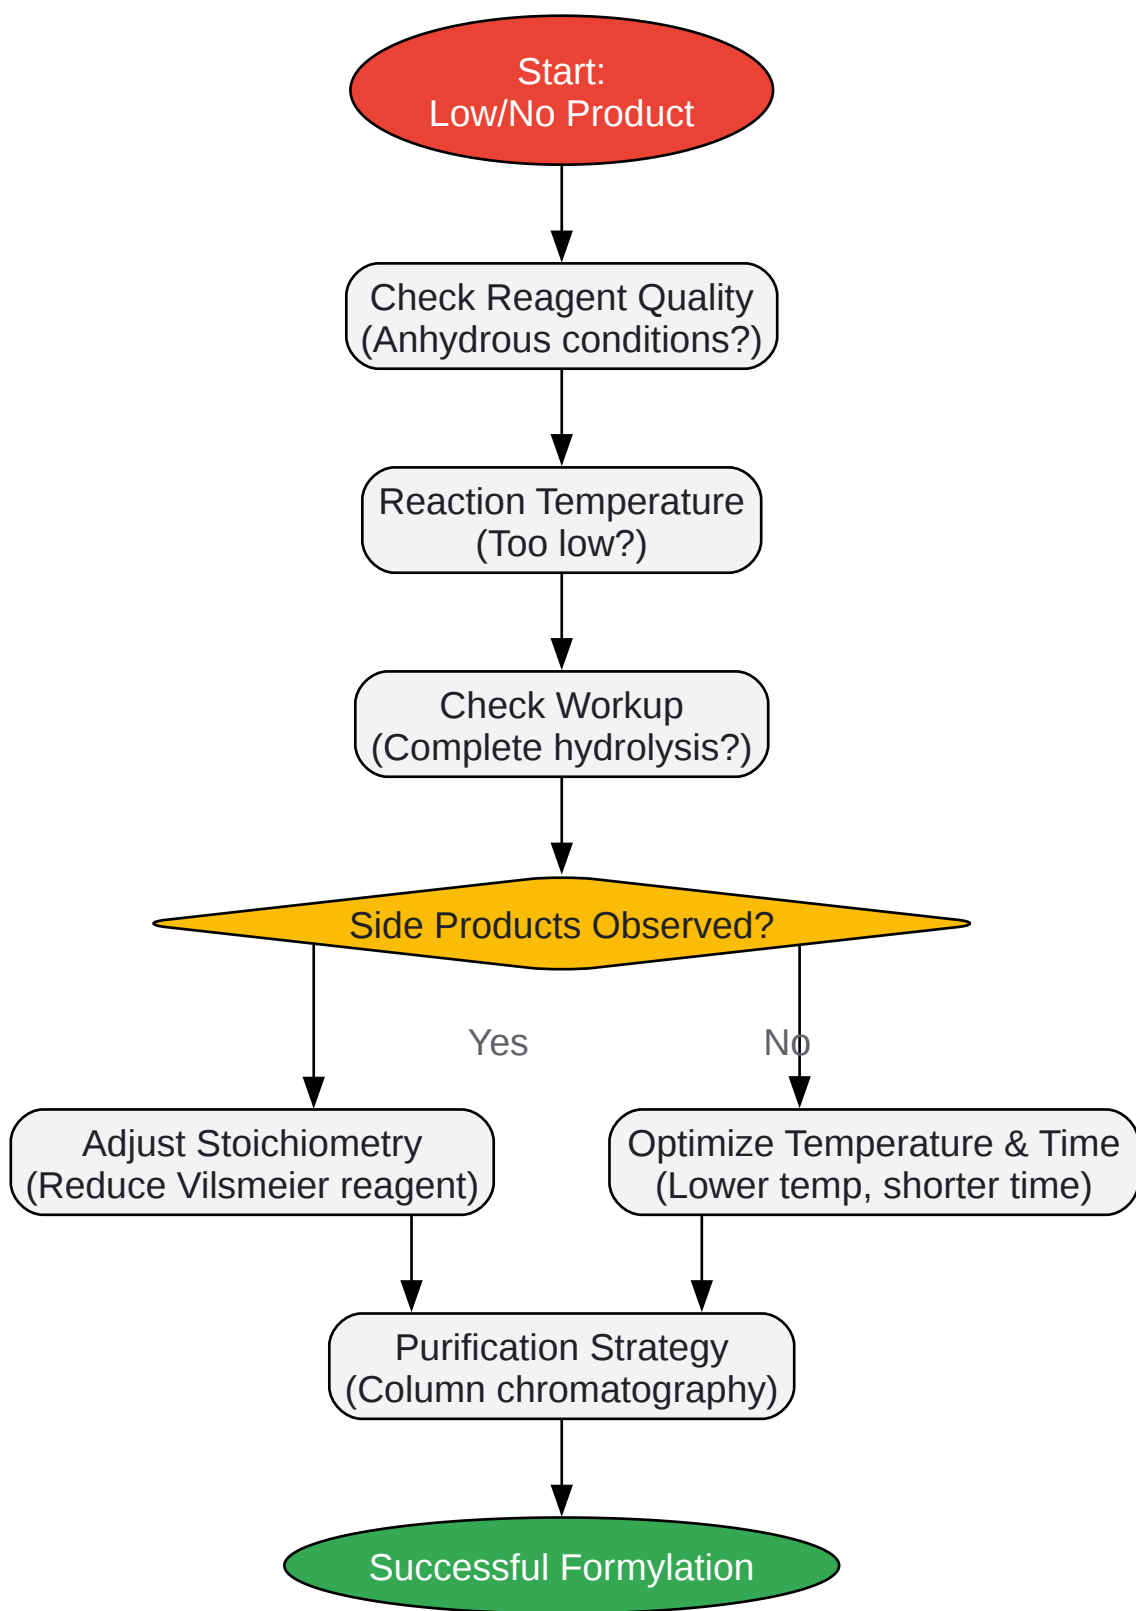 Start:
Low/No Product
Check Reagent Quality
(Anhydrous conditions?)
Reaction Temperature
(Too low?)
Check Workup
(Complete hydrolysis?)
Side Products Observed?
Yes
No
Adjust Stoichiometry
(Reduce Vilsmeier reagent)
Optimize Temperature & Time
(Lower temp, shorter time)
Purification Strategy
(Column chromatography)
Successful Formylation